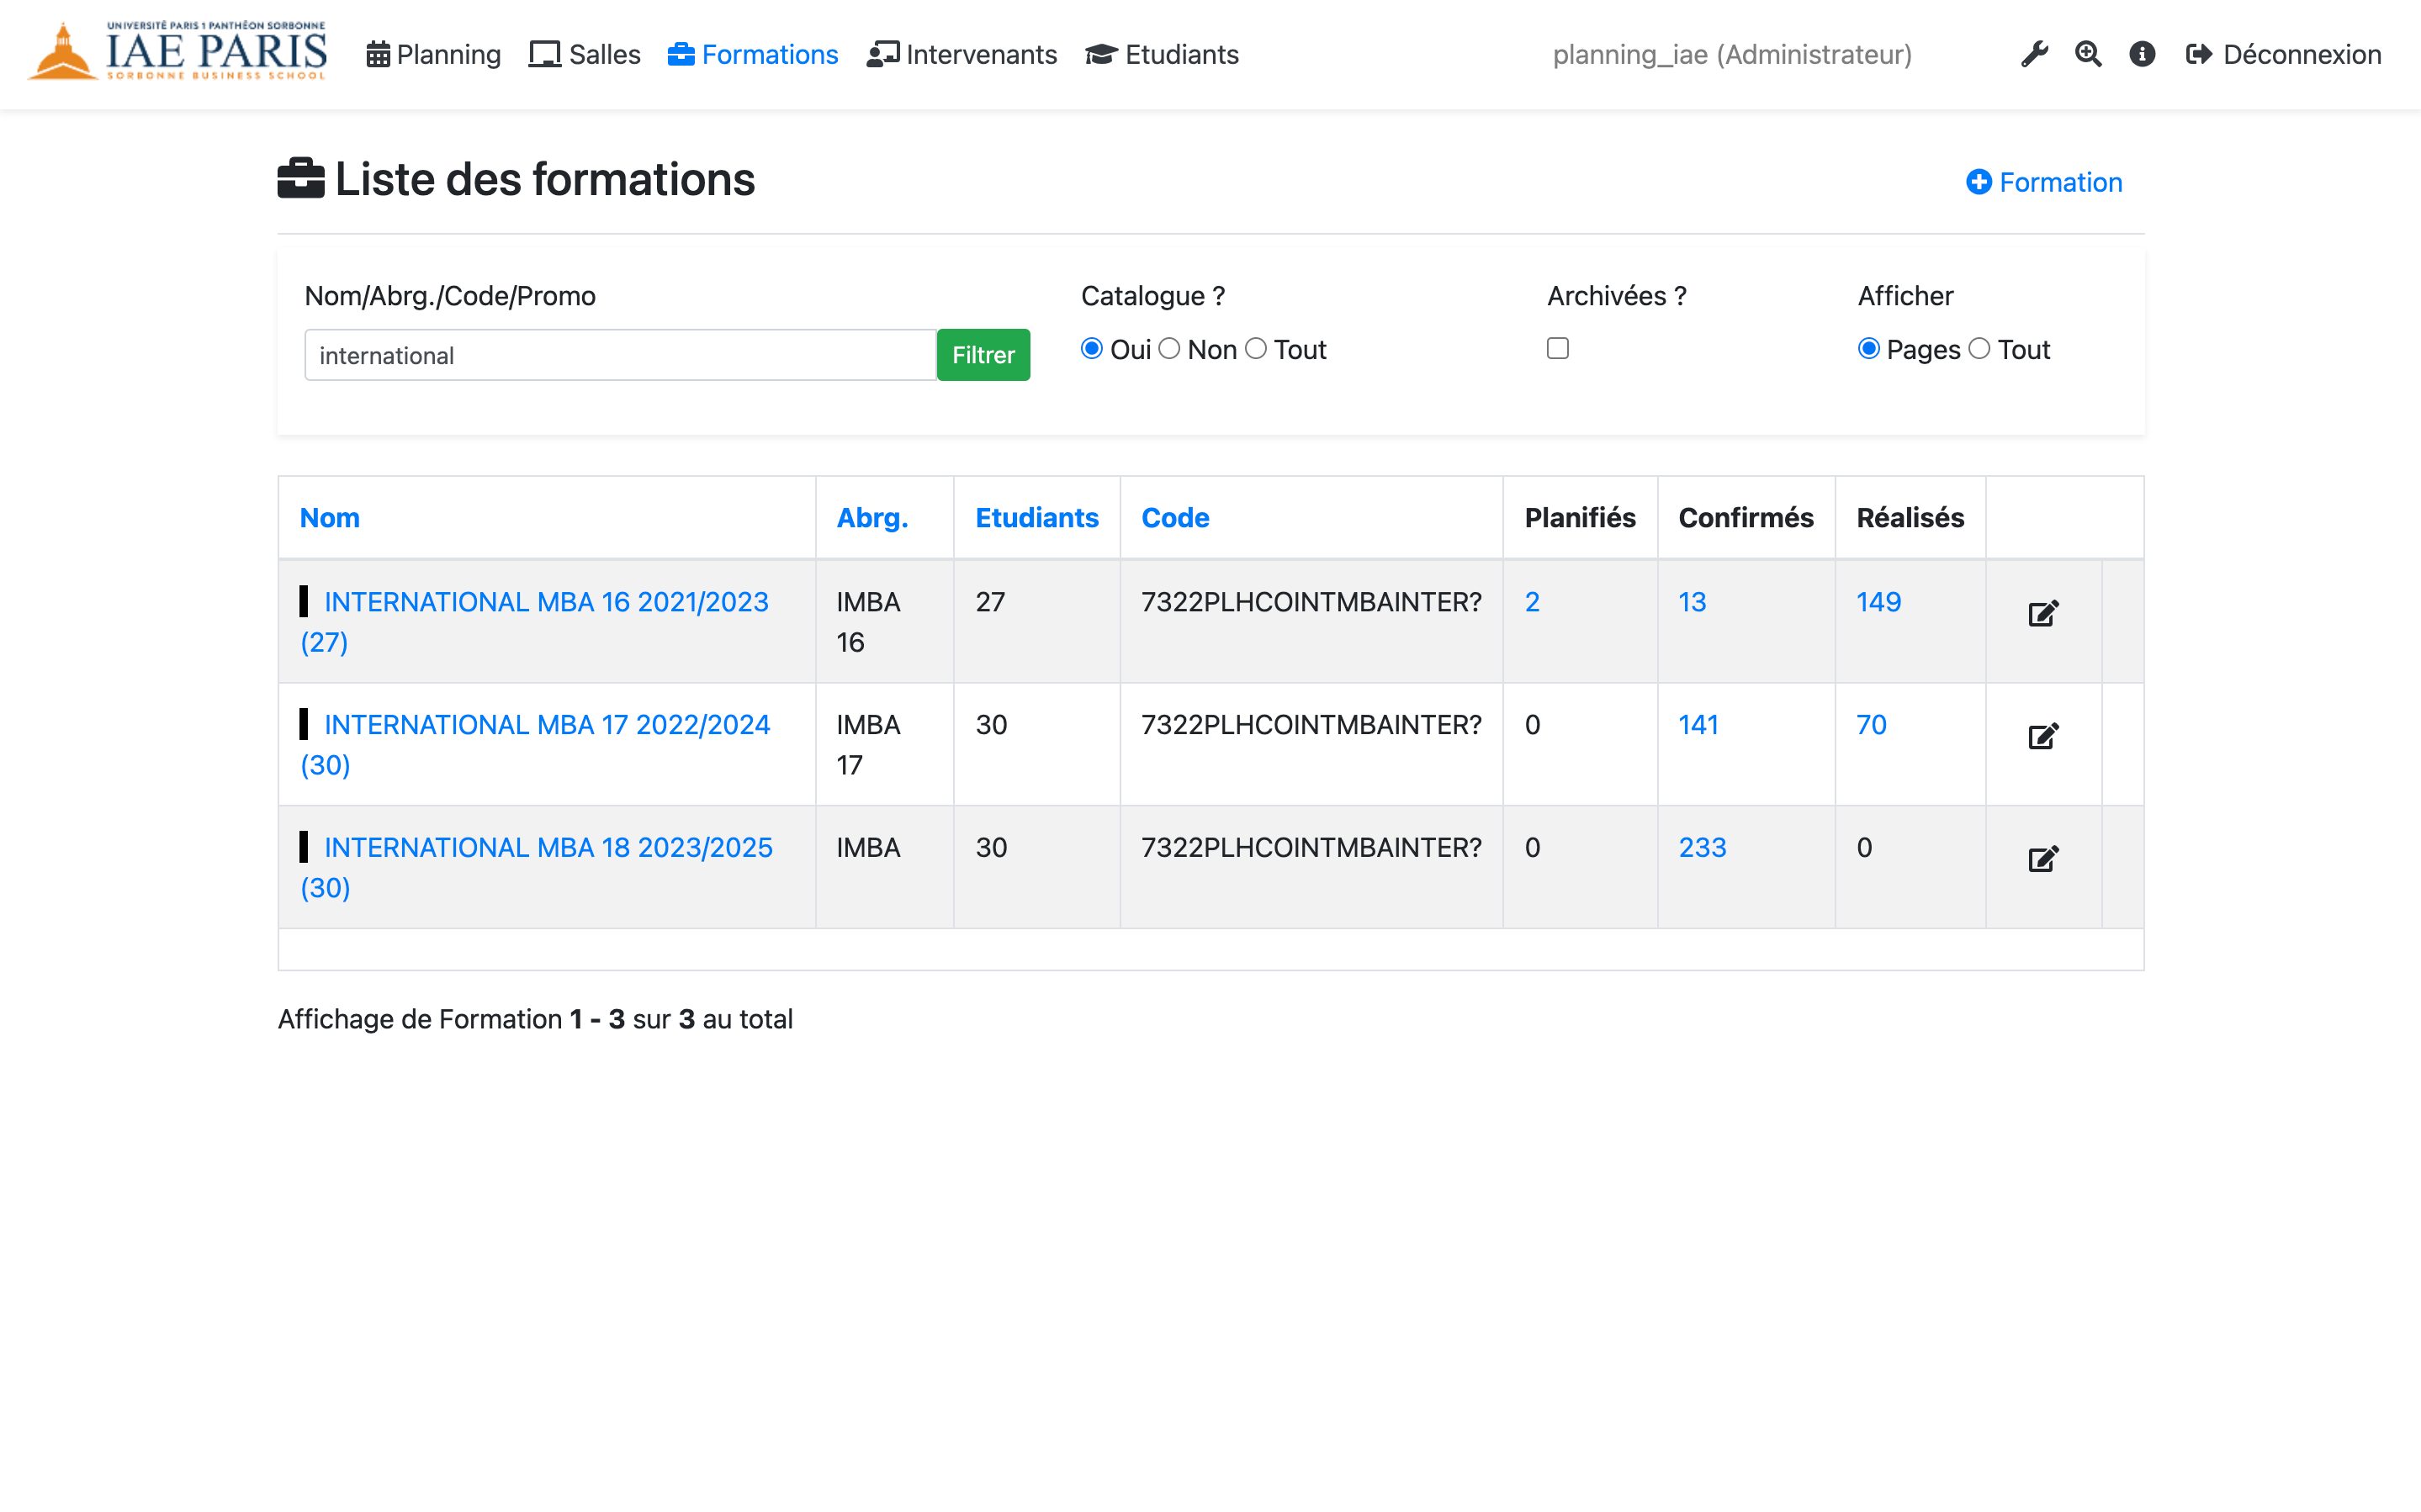 UNIVERSITÉ PARIS 1 PANTHÉON SORBONNE
IAE PARIS
SORBONNE BUSINESS SCHOOL
Planning Salles Formations Intervenants Etudiants planning_iae (Administrateur) Déconnexion
Liste des formations
Formation
Nom/Abrg./Code/Promo Catalogue ? Archivées ? Afficher
international Filtrer Oui Non Tout Pages Tout
Nom Abrg. Etudiants Code Planifiés Confirmés Réalisés
INTERNATIONAL MBA 16 2021/2023 IMBA 27 7322PLHCOINTMBAINTER? 2 13 149
(27) 16
INTERNATIONAL MBA 17 2022/2024 IMBA 30 7322PLHCOINTMBAINTER? 0 141 70
(30) 17
INTERNATIONAL MBA 18 2023/2025 IMBA 30 7322PLHCOINTMBAINTER? 0 233 0
(30)
Affichage de Formation 1 - 3 sur 3 au total